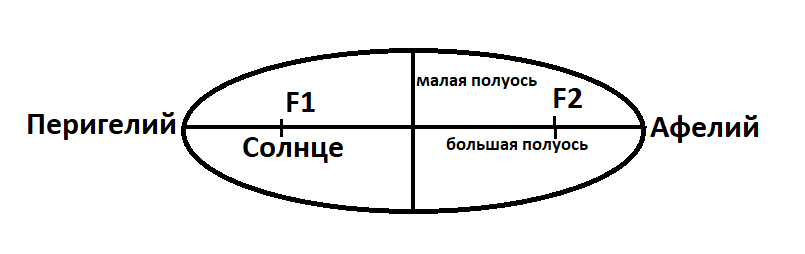 малая полуось
F1
F2
Перигелий
Афелий
Солнце
большая полуось